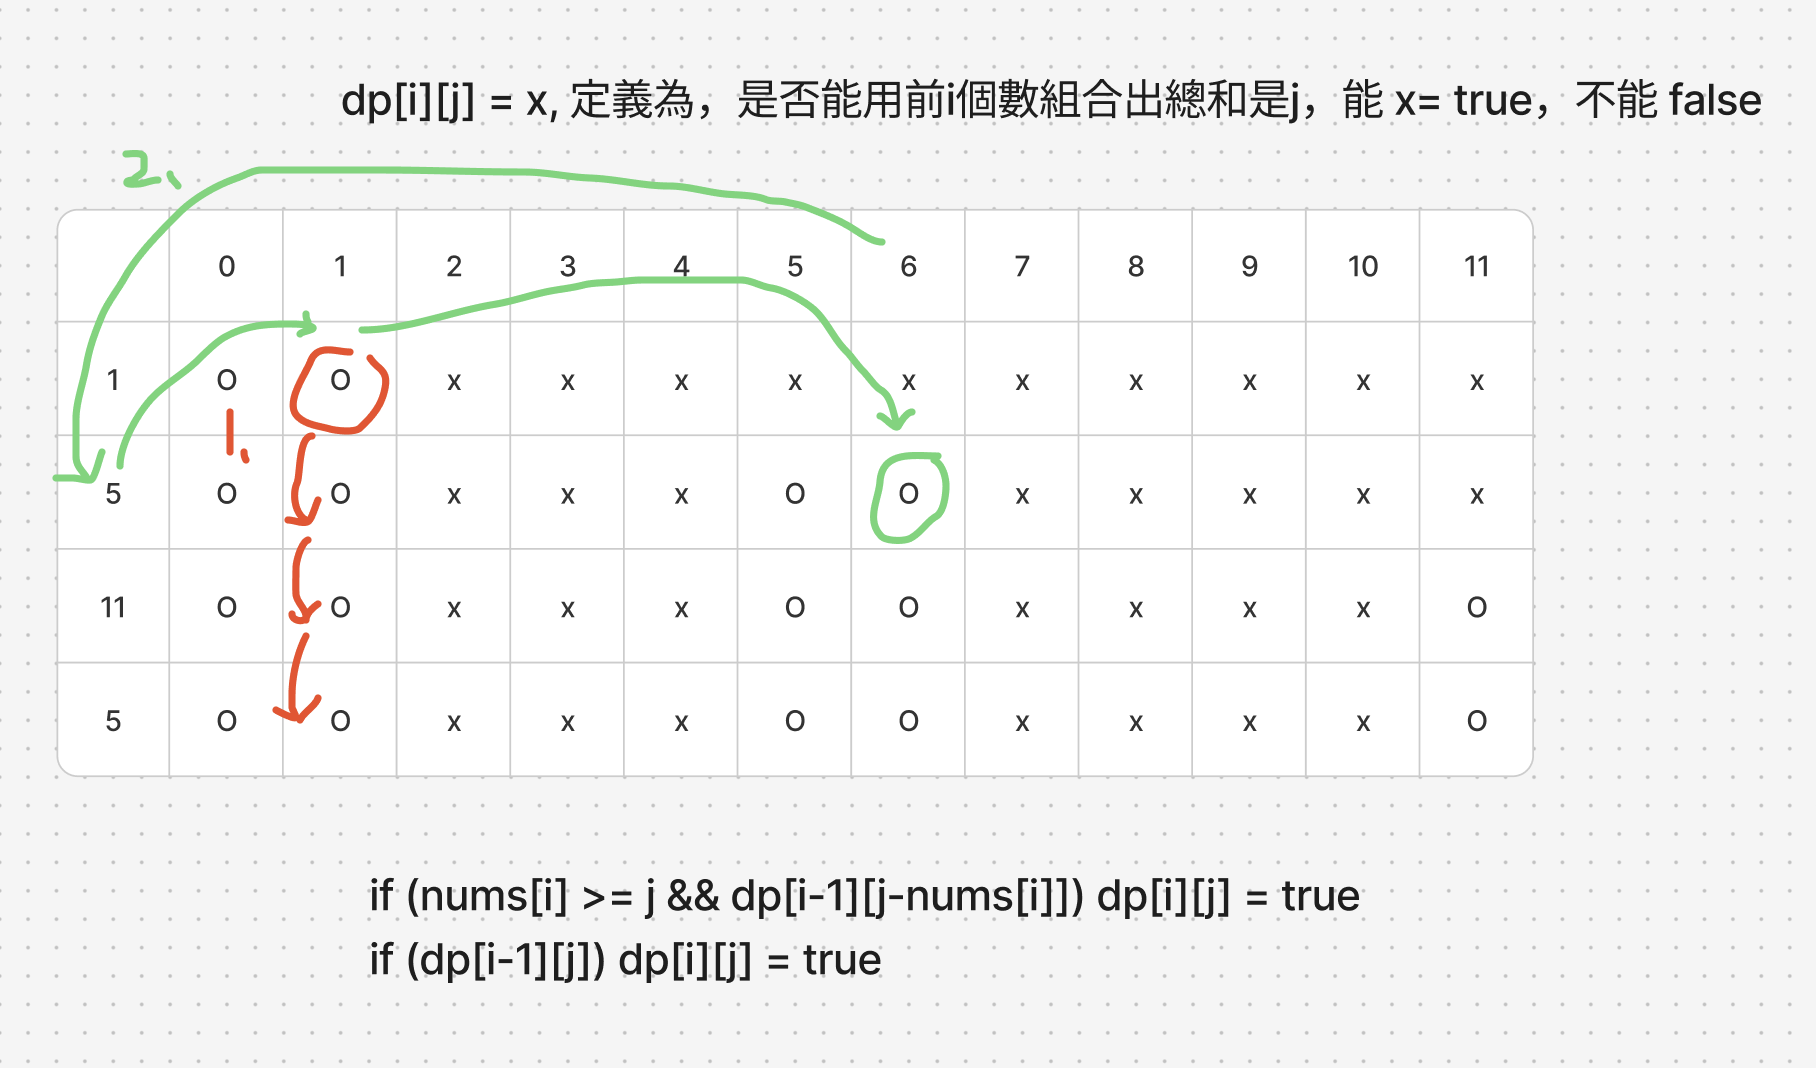 dp[i][j] = x, 定義為，是否能用前i個數組合出總和是j，能 x= true，不能 false
2.
0 1 2 3 4 5 6 7 8 9 10 11
1 O O x x x x x x x x x x
1.
5 O O x x x O O x x x x x
11 O O x x x O O x x x x O
5 O O x x x O O x x x x O
if (nums[i] >= j && dp[i-1][j-nums[i]]) dp[i][j] = true
if (dp[i-1][j]) dp[i][j] = true